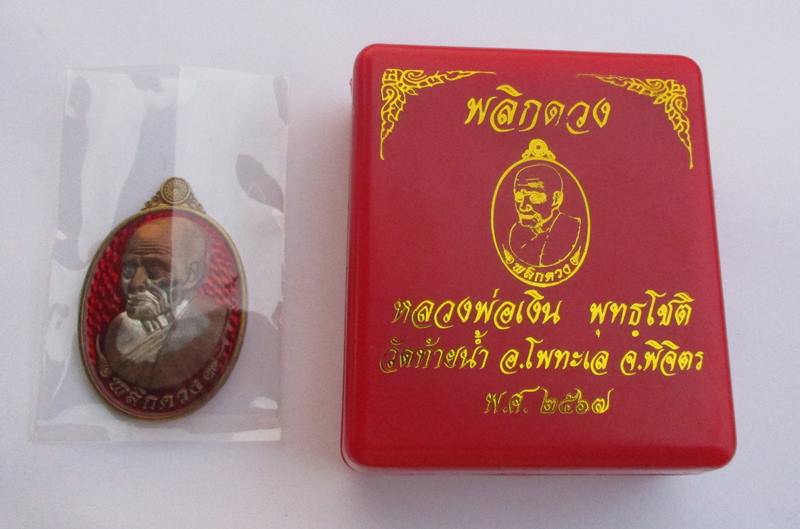 พลิกดวง
พลิกดวง
หลวงพ่อเงิน พุทธฺโชติ
วัดท้ายน้ำ อ.โพทะเล จ.พิจิตร
พ.ศ. ๒๕๖๗
พลิกดวง